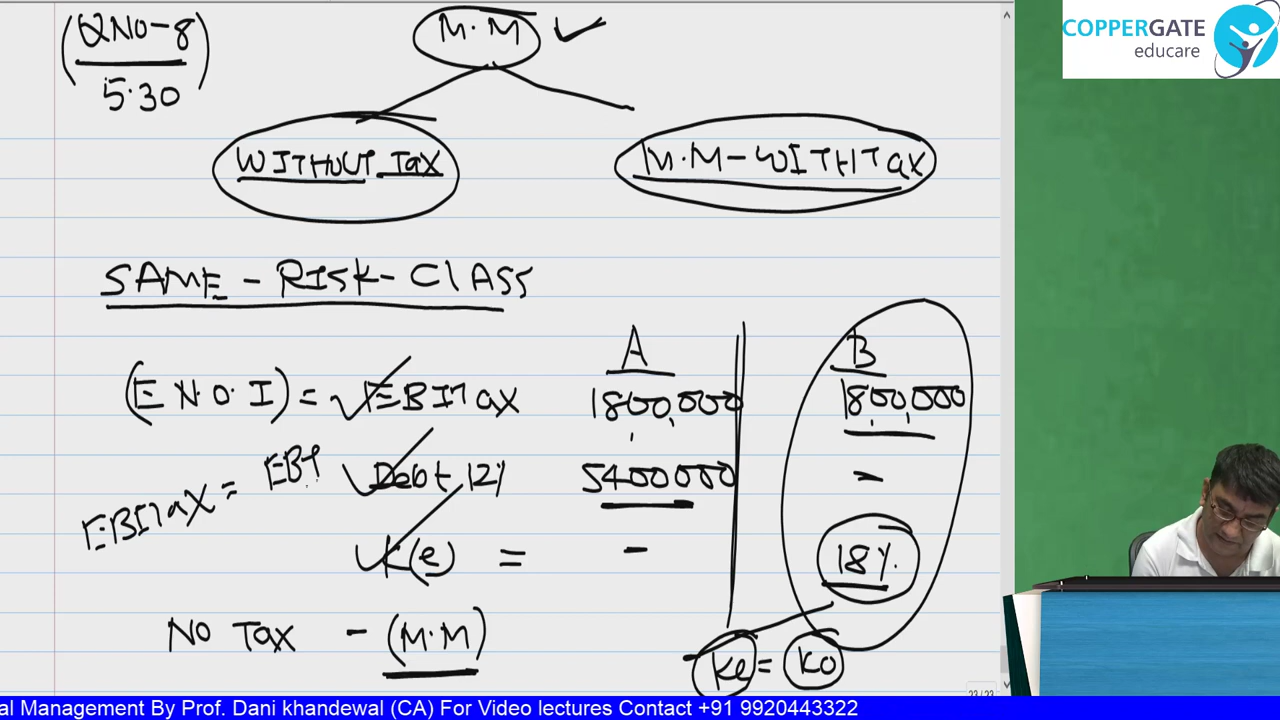 (QNO-8)
5.30
M.M ✓
WITHOUT TAX
M.M-WITHTAX
SAME-RISK-CLASS
A
B
(E N.O.I) = ✓EBITAX 1800,000 1800,000
✓Debt, 12% 5400000 -
EBITAX = EBT
✓K(e) = - 18%
NO TAX - (M.M)
Ke = Ko
COPPERGATE
educare
23 / 23
al Management By Prof. Dani khandewal (CA) For Video lectures Contact +91 9920443322